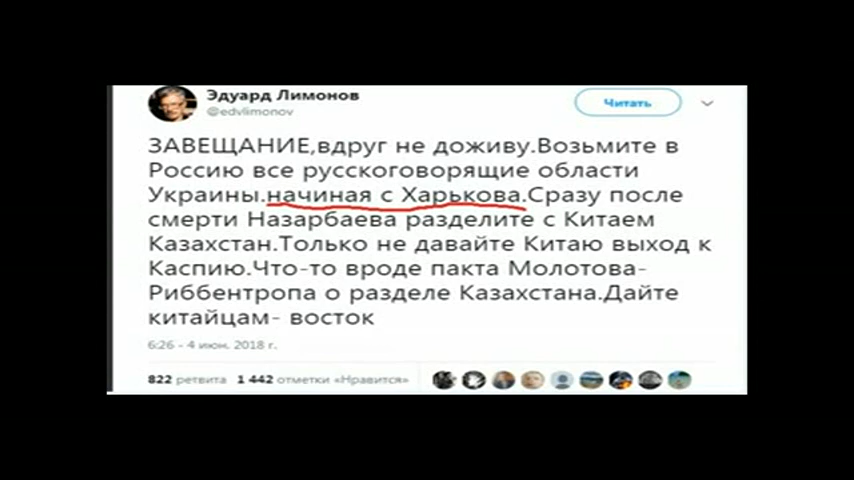 Эдуард Лимонов
@edvlimonov
Читать
ЗАВЕЩАНИЕ,вдруг не доживу.Возьмите в
Россию все русскоговорящие области
Украины.начиная с Харькова.Сразу после
смерти Назарбаева разделите с Китаем
Казахстан.Только не давайте Китаю выход к
Каспию.Что-то вроде пакта Молотова-
Риббентропа о разделе Казахстана.Дайте
китайцам- восток
6:26 - 4 июн. 2018 г.
822 ретвита 1 442 отметки «Нравится»